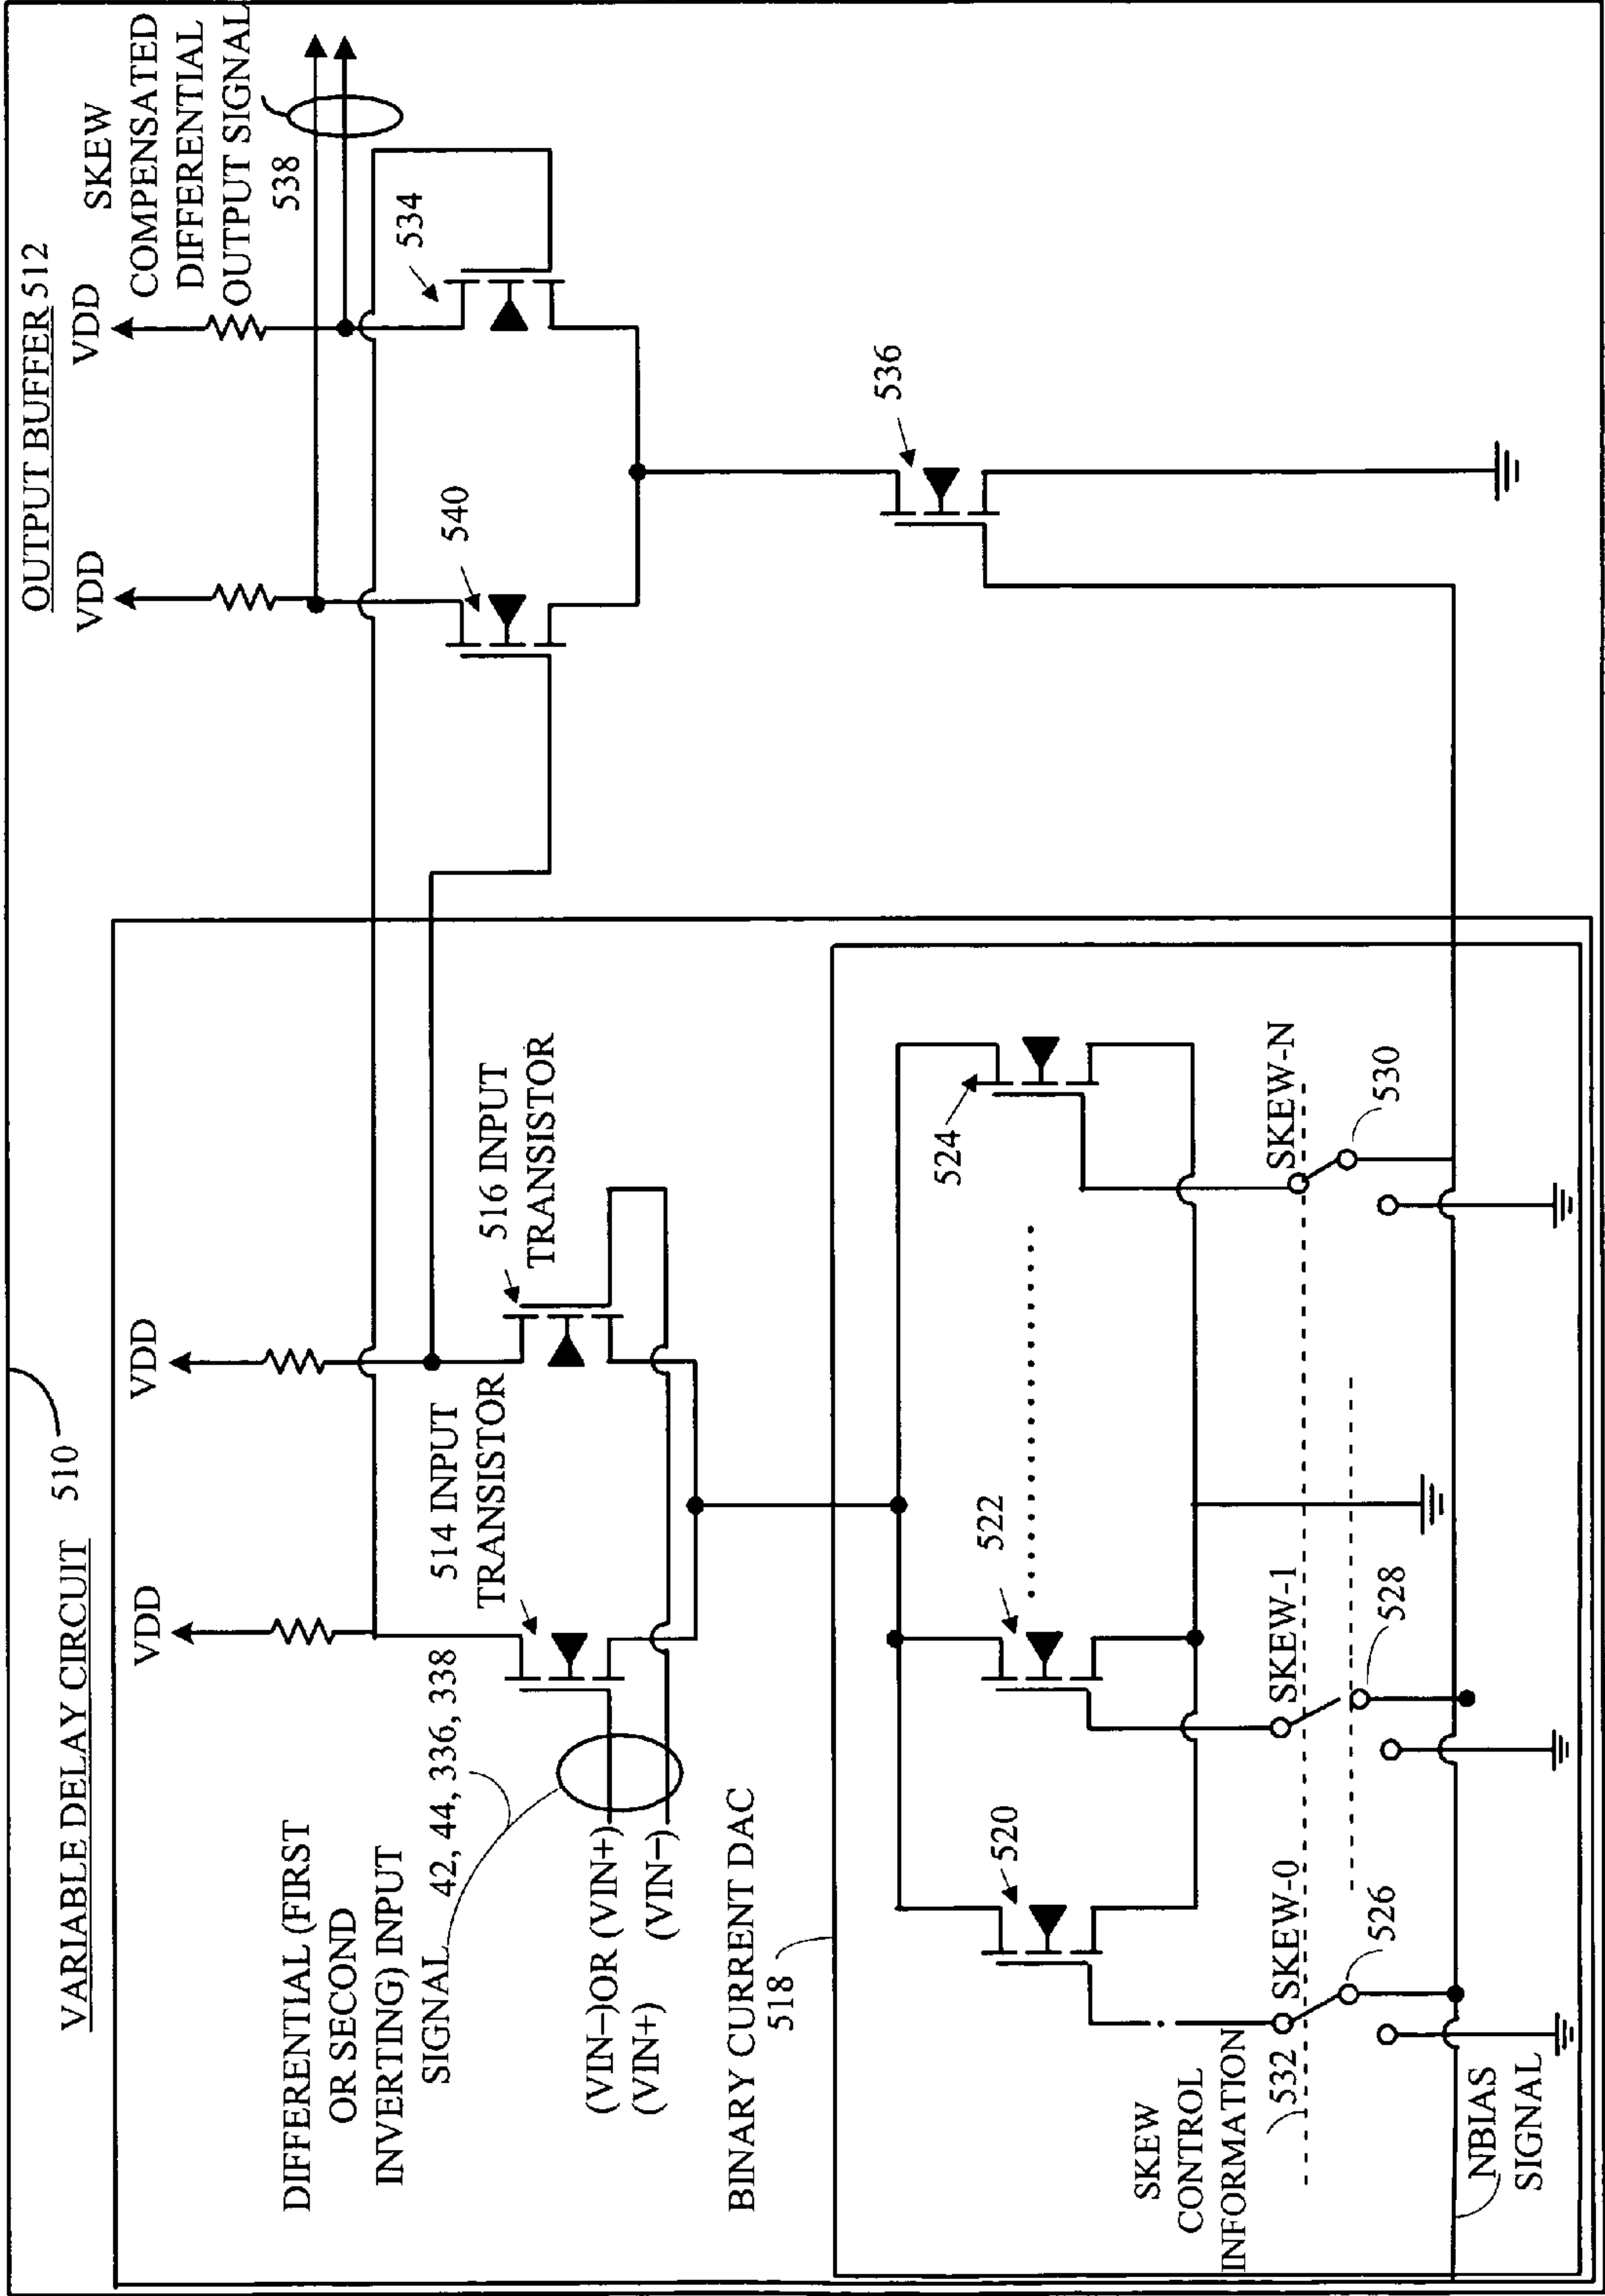 VARIABLE DELAY CIRCUIT 510
OUTPUT BUFFER 512
VDD
VDD
VDD
VDD
SKEW
COMPENSATED
DIFFERENTIAL
OUTPUT SIGNAL
538
540
534
536
DIFFERENTIAL (FIRST
OR SECOND
INVERTING) INPUT
SIGNAL
42, 44, 336, 338
514 INPUT
TRANSISTOR
516 INPUT
TRANSISTOR
(VIN−)OR (VIN+)
(VIN+) (VIN−)
BINARY CURRENT DAC
518
520
522
524
SKEW
CONTROL
INFORMATION
532
SKEW-0
SKEW-1
SKEW-N
526
528
530
NBIAS
SIGNAL